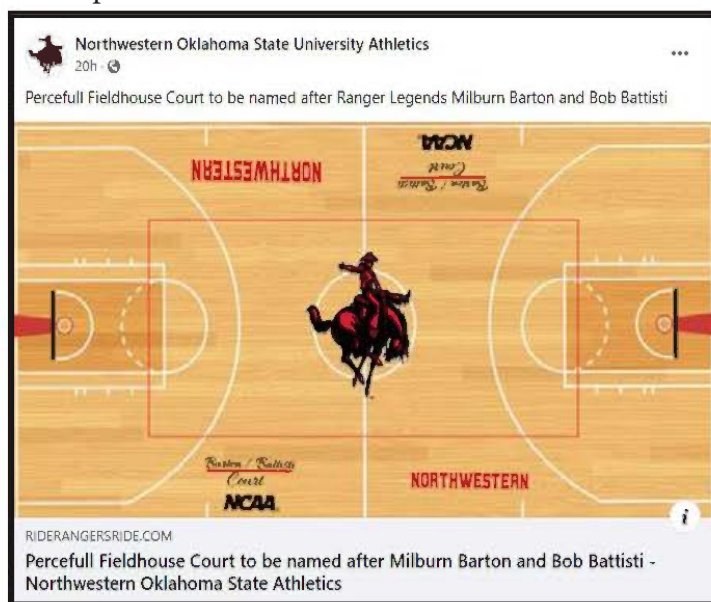 Northwestern Oklahoma State University Athletics
20h ·
Percefull Fieldhouse Court to be named after Ranger Legends Milburn Barton and Bob Battisti
NCAA
NORTHWESTERN
Court
Barton / Battisti
Barton / Battisti
Court
NORTHWESTERN
NCAA
i
RIDERANGERSRIDE.COM
Percefull Fieldhouse Court to be named after Milburn Barton and Bob Battisti -
Northwestern Oklahoma State Athletics